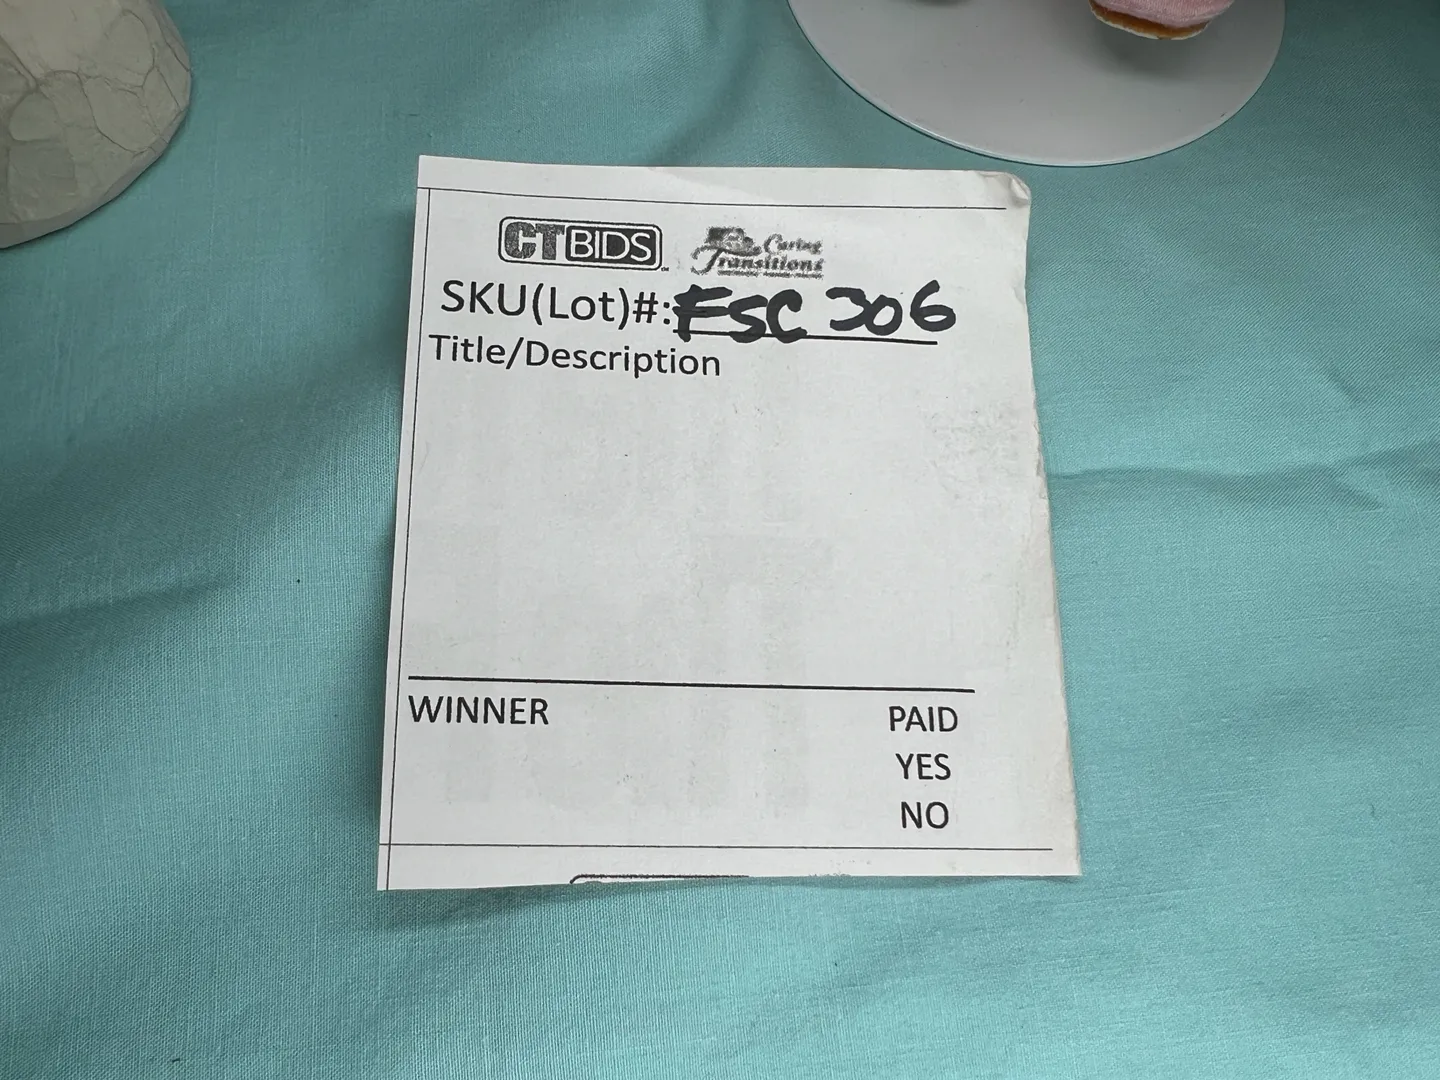 CTBIDS
Caring
Transitions
SKU(Lot)#: FSC 306
Title/Description
WINNER
PAID
YES
NO